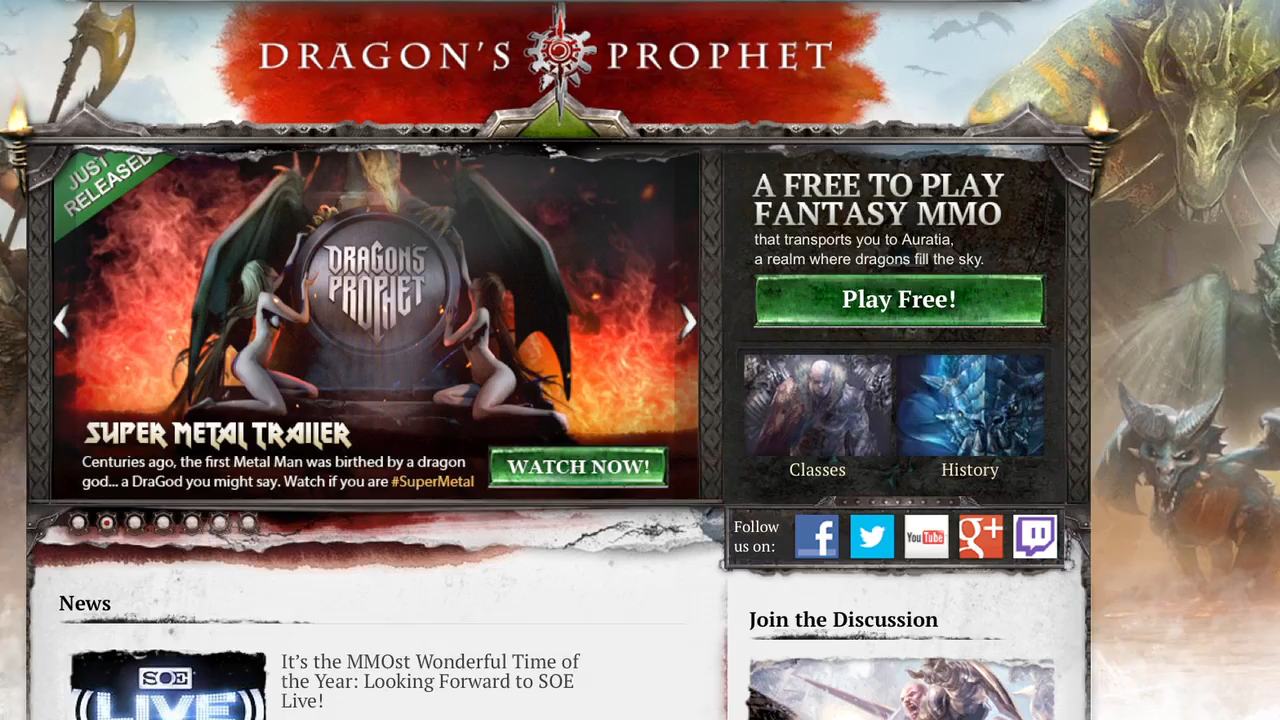 DRAGON'S PROPHET
JUST
RELEASED
DRAGON'S
PROPHET
SUPER METAL TRAILER
Centuries ago, the first Metal Man was birthed by a dragon
god... a DraGod you might say. Watch if you are #SuperMetal
WATCH NOW!
A FREE TO PLAY
FANTASY MMO
that transports you to Auratia,
a realm where dragons fill the sky.
Play Free!
Classes
History
Follow
us on:
f
You Tube
g+
News
SOE
LIVE
It's the MMOst Wonderful Time of
the Year: Looking Forward to SOE
Live!
Join the Discussion